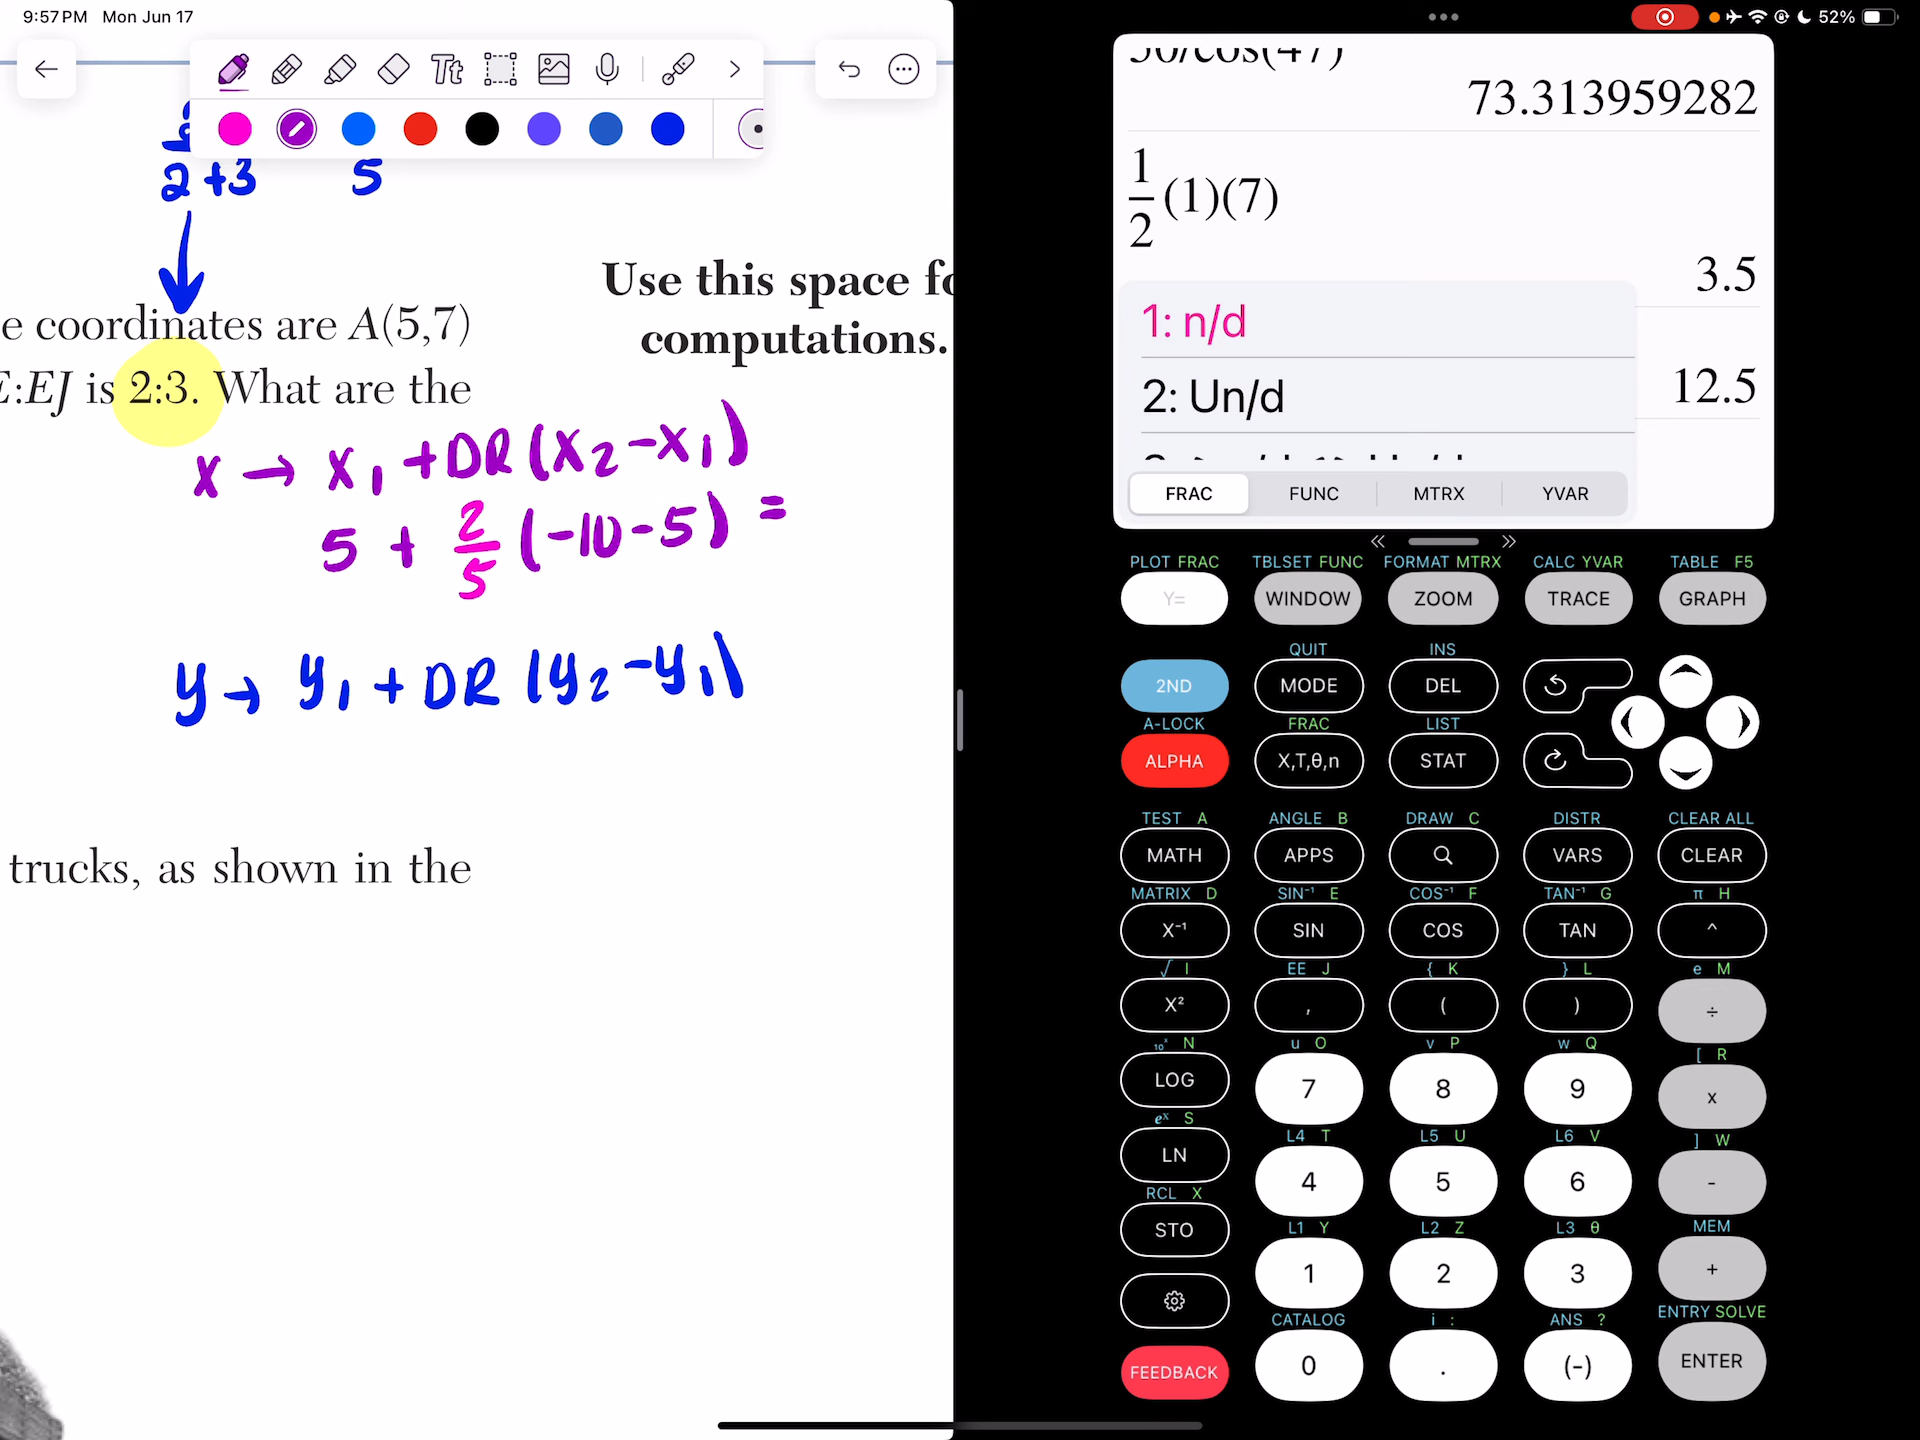 9:57 PM Mon Jun 17
52%
Tt
2 +3 5
Use this space fo
computations.
e coordinates are A(5,7)
E:EJ is 2:3. What are the
x → x₁ + DR (x₂ - x₁)
5 + 2/5 (-10 - 5) =
y → y₁ + DR (y₂ - y₁)
trucks, as shown in the
50/cos(47)
73.313959282
1/2 (1)(7)
3.5
1: n/d
2: Un/d
12.5
FRAC FUNC MTRX YVAR
PLOT FRAC TBLSET FUNC FORMAT MTRX CALC YVAR TABLE F5
Y= WINDOW ZOOM TRACE GRAPH
QUIT INS
2ND MODE DEL
A-LOCK FRAC LIST
ALPHA X,T,θ,n STAT
TEST A ANGLE B DRAW C DISTR CLEAR ALL
MATH APPS VARS CLEAR
MATRIX D SIN⁻¹ E COS⁻¹ F TAN⁻¹ G π H
X⁻¹ SIN COS TAN ^
√ I EE J { K } L e M
X² , ( ) ÷
10ˣ N u O v P w Q [ R
LOG 7 8 9 x
eˣ S L4 T L5 U L6 V ] W
LN 4 5 6 -
RCL X L1 Y L2 Z L3 θ MEM
STO 1 2 3 +
CATALOG i : ANS ? ENTRY SOLVE
FEEDBACK 0 . (-) ENTER